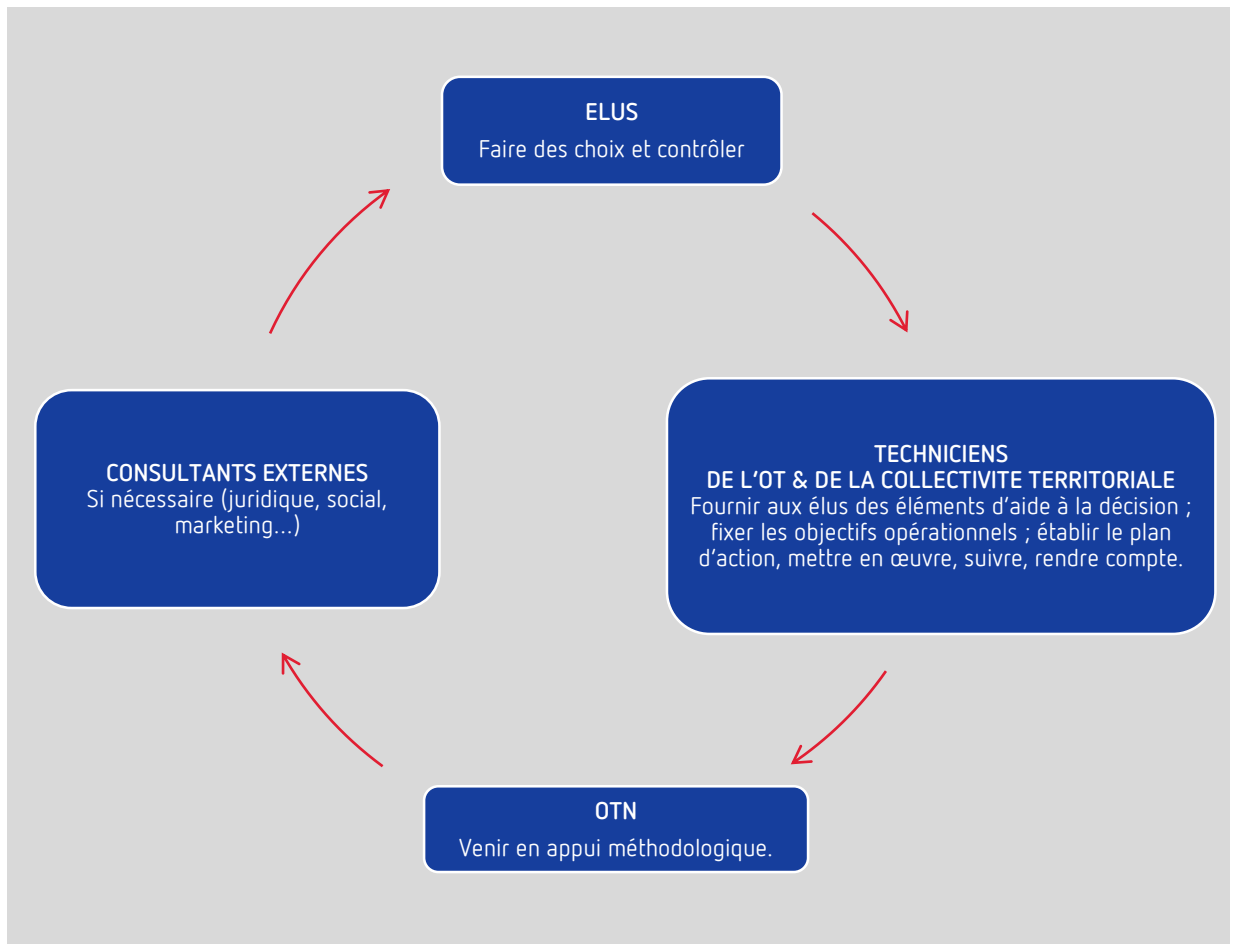 ELUS
Faire des choix et contrôler
TECHNICIENS
DE L'OT & DE LA COLLECTIVITE TERRITORIALE
Fournir aux élus des éléments d'aide à la décision ;
fixer les objectifs opérationnels ; établir le plan
d'action, mettre en œuvre, suivre, rendre compte.
OTN
Venir en appui méthodologique.
CONSULTANTS EXTERNES
Si nécessaire (juridique, social,
marketing...)